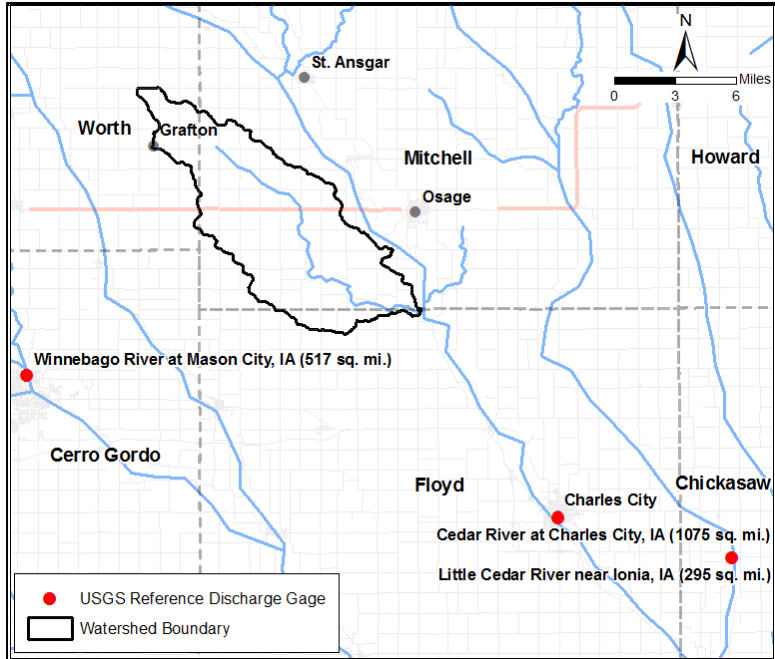 N
St. Ansgar
Miles
0 3 6
Worth
Grafton
Mitchell
Howard
Osage
Winnebago River at Mason City, IA (517 sq. mi.)
Cerro Gordo
Floyd
Chickasaw
Charles City
Cedar River at Charles City, IA (1075 sq. mi.)
Little Cedar River near Ionia, IA (295 sq. mi.)
USGS Reference Discharge Gage
Watershed Boundary